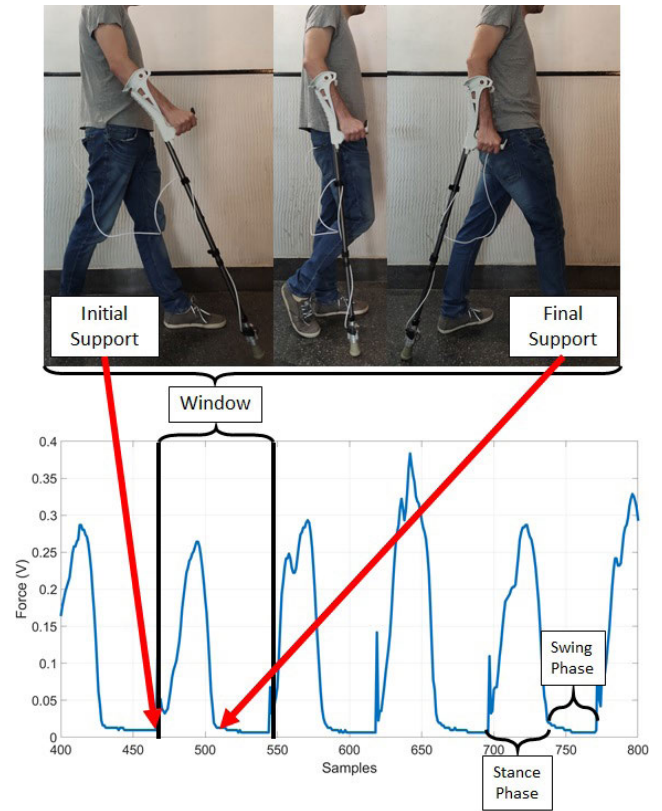 Initial
Support
Final
Support
Window
0.4
0.35
0.3
0.25
0.2
0.15
0.1
0.05
0
Force (V)
400
450
500
550
600
650
700
750
800
Samples
Swing
Phase
Stance
Phase